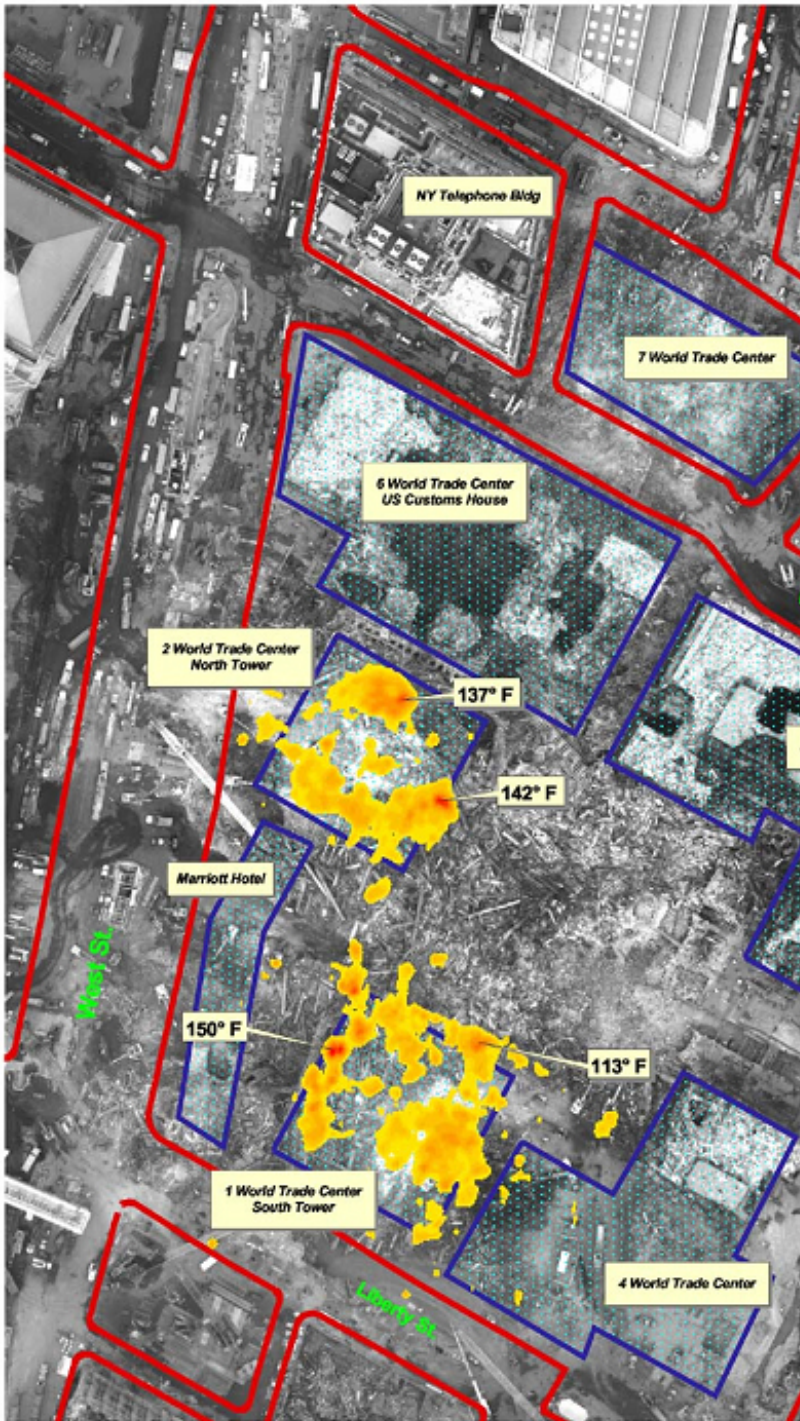 NY Telephone Bldg
7 World Trade Center
6 World Trade Center
US Customs House
2 World Trade Center
North Tower
137° F
142° F
Marriott Hotel
West St.
150° F
113° F
1 World Trade Center
South Tower
4 World Trade Center
Liberty St.